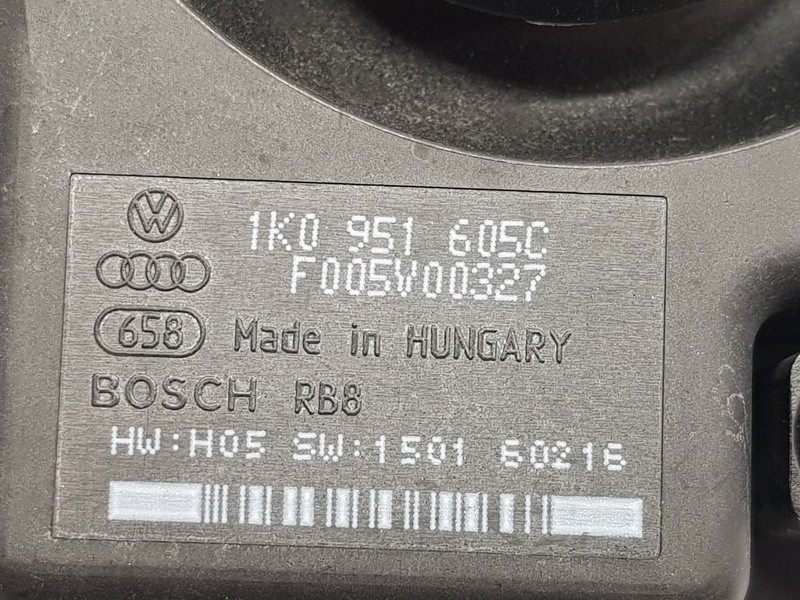 1K0 951 605C
F005V00327
658 Made in HUNGARY
BOSCH RB8
HW:H05 SW:1501 60216